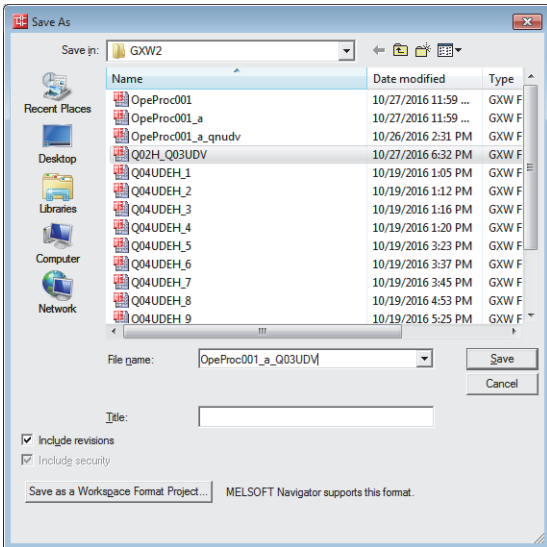 Save As
Save in: GXW2
Name Date modified Type
OpeProc001 10/27/2016 11:59 ... GXW F
OpeProc001_a 10/27/2016 11:59 ... GXW F
OpeProc001_a_qnudv 10/26/2016 2:31 PM GXW F
Q02H_Q03UDV 10/27/2016 6:32 PM GXW F
Q04UDEH_1 10/19/2016 1:05 PM GXW F
Q04UDEH_2 10/19/2016 1:12 PM GXW F
Q04UDEH_3 10/19/2016 1:16 PM GXW F
Q04UDEH_4 10/19/2016 1:20 PM GXW F
Q04UDEH_5 10/19/2016 3:23 PM GXW F
Q04UDEH_6 10/19/2016 3:37 PM GXW F
Q04UDEH_7 10/19/2016 3:45 PM GXW F
Q04UDEH_8 10/19/2016 4:53 PM GXW F
Q04UDEH_9 10/19/2016 5:25 PM GXW F
Recent Places
Desktop
Libraries
Computer
Network
File name: OpeProc001_a_Q03UDV Save
Cancel
Title:
Include revisions
Include security
Save as a Workspace Format Project... MELSOFT Navigator supports this format.